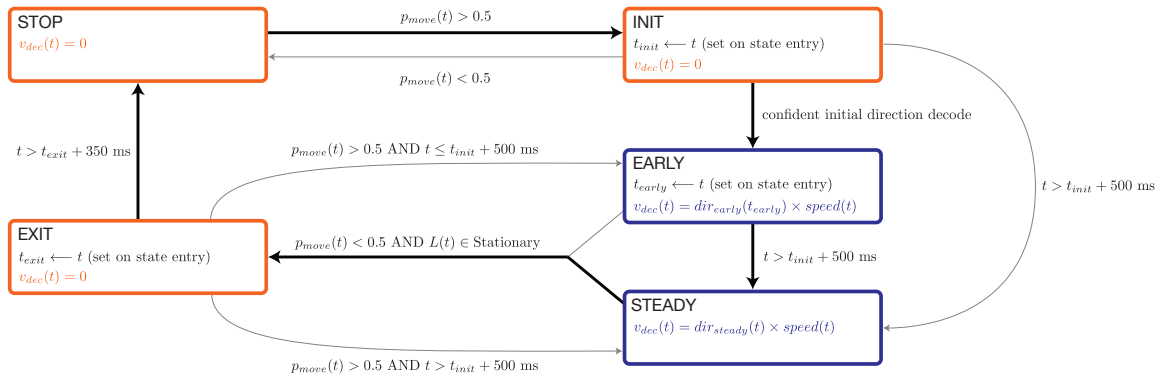 STOP
v_dec(t) = 0
p_move(t) > 0.5
p_move(t) < 0.5
INIT
t_init ⟵ t (set on state entry)
v_dec(t) = 0
confident initial direction decode
t > t_exit + 350 ms
p_move(t) > 0.5 AND t ≤ t_init + 500 ms
EARLY
t_early ⟵ t (set on state entry)
v_dec(t) = dir_early(t_early) × speed(t)
t > t_init + 500 ms
EXIT
t_exit ⟵ t (set on state entry)
v_dec(t) = 0
p_move(t) < 0.5 AND L(t) ∈ Stationary
t > t_init + 500 ms
STEADY
v_dec(t) = dir_steady(t) × speed(t)
p_move(t) > 0.5 AND t > t_init + 500 ms